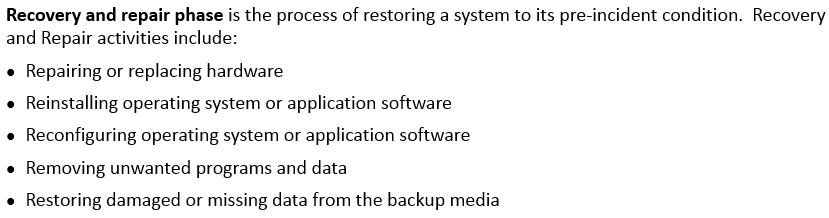 Recovery and repair phase is the process of restoring a system to its pre-incident condition.  Recovery
and Repair activities include:
• Repairing or replacing hardware
• Reinstalling operating system or application software
• Reconfiguring operating system or application software
• Removing unwanted programs and data
• Restoring damaged or missing data from the backup media